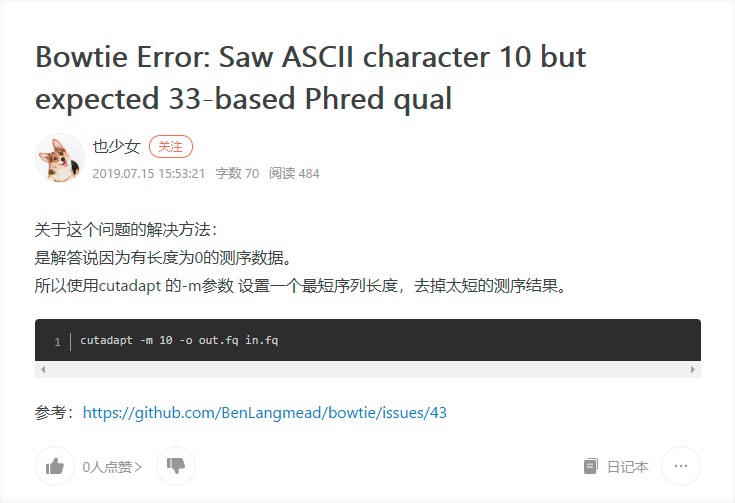 Bowtie Error: Saw ASCII character 10 but
expected 33-based Phred qual
也少女 关注
2019.07.15 15:53:21 字数 70 阅读 484
关于这个问题的解决方法：
是解答说因为有长度为0的测序数据。
所以使用cutadapt 的-m参数 设置一个最短序列长度，去掉太短的测序结果。
1 cutadapt -m 10 -o out.fq in.fq
参考：https://github.com/BenLangmead/bowtie/issues/43
0人点赞> 日记本 ...